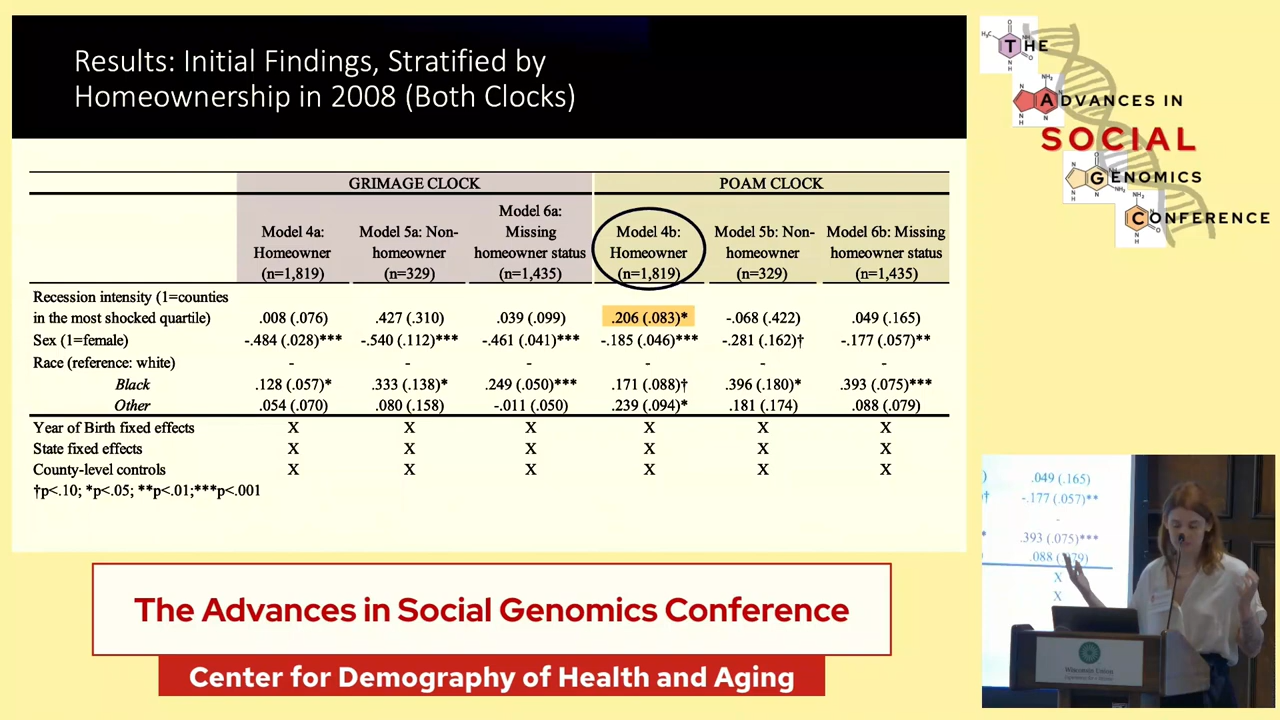 Results: Initial Findings, Stratified by
Homeownership in 2008 (Both Clocks)
GRIMAGE CLOCK POAM CLOCK
Model 4a: Homeowner (n=1,819) Model 5a: Non-homeowner (n=329) Model 6a: Missing homeowner status (n=1,435) Model 4b: Homeowner (n=1,819) Model 5b: Non-homeowner (n=329) Model 6b: Missing homeowner status (n=1,435)
Recession intensity (1=counties
in the most shocked quartile) .008 (.076) .427 (.310) .039 (.099) .206 (.083)* -.068 (.422) .049 (.165)
Sex (1=female) -.484 (.028)*** -.540 (.112)*** -.461 (.041)*** -.185 (.046)*** -.281 (.162)† -.177 (.057)**
Race (reference: white) - - - - - -
Black .128 (.057)* .333 (.138)* .249 (.050)*** .171 (.088)† .396 (.180)* .393 (.075)***
Other .054 (.070) .080 (.158) -.011 (.050) .239 (.094)* .181 (.174) .088 (.079)
Year of Birth fixed effects X X X X X X
State fixed effects X X X X X X
County-level controls X X X X X X
†p<.10; *p<.05; **p<.01;***p<.001
THE
ADVANCES IN
SOCIAL
GENOMICS
CONFERENCE
.049 (.165)
-.177 (.057)**
-
.393 (.075)***
X
X
Wisconsin Union
The Advances in Social Genomics Conference
Center for Demography of Health and Aging